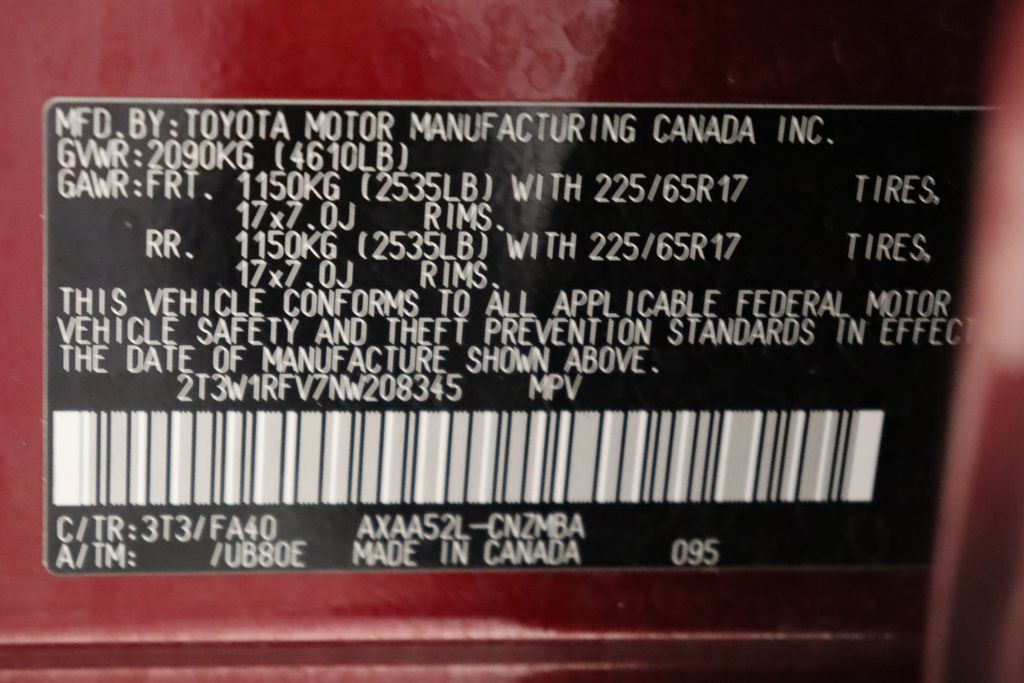 MFD.BY:TOYOTA MOTOR MANUFACTURING CANADA INC.
GVWR:2090KG (4610LB)
GAWR:FRT. 1150KG (2535LB) WITH 225/65R17 TIRES,
17x7.0J RIMS.
RR. 1150KG (2535LB) WITH 225/65R17 TIRES,
17x7.0J RIMS.
THIS VEHICLE CONFORMS TO ALL APPLICABLE FEDERAL MOTOR
VEHICLE SAFETY AND THEFT PREVENTION STANDARDS IN EFFECT
THE DATE OF MANUFACTURE SHOWN ABOVE.
2T3W1RFV7NW208345 MPV
C/TR:3T3/FA40 AXAA52L-CNZMBA
A/TM: /UB80E MADE IN CANADA 095